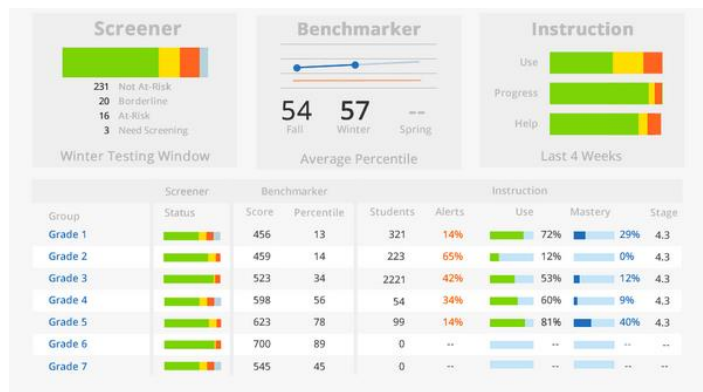 Screener
231 Not At-Risk
20 Borderline
16 At-Risk
3 Need Screening
Winter Testing Window
Benchmarker
54 57 --
Fall Winter Spring
Average Percentile
Instruction
Use
Progress
Help
Last 4 Weeks
Screener Benchmarker Instruction
Group Status Score Percentile Students Alerts Use Mastery Stage
Grade 1 456 13 321 14% 72% 29% 4.3
Grade 2 459 14 223 65% 12% 0% 4.3
Grade 3 523 34 2221 42% 53% 12% 4.3
Grade 4 598 56 54 34% 60% 9% 4.3
Grade 5 623 78 99 14% 81% 40% 4.3
Grade 6 700 89 0 -- -- -- --
Grade 7 545 45 0 -- -- -- --